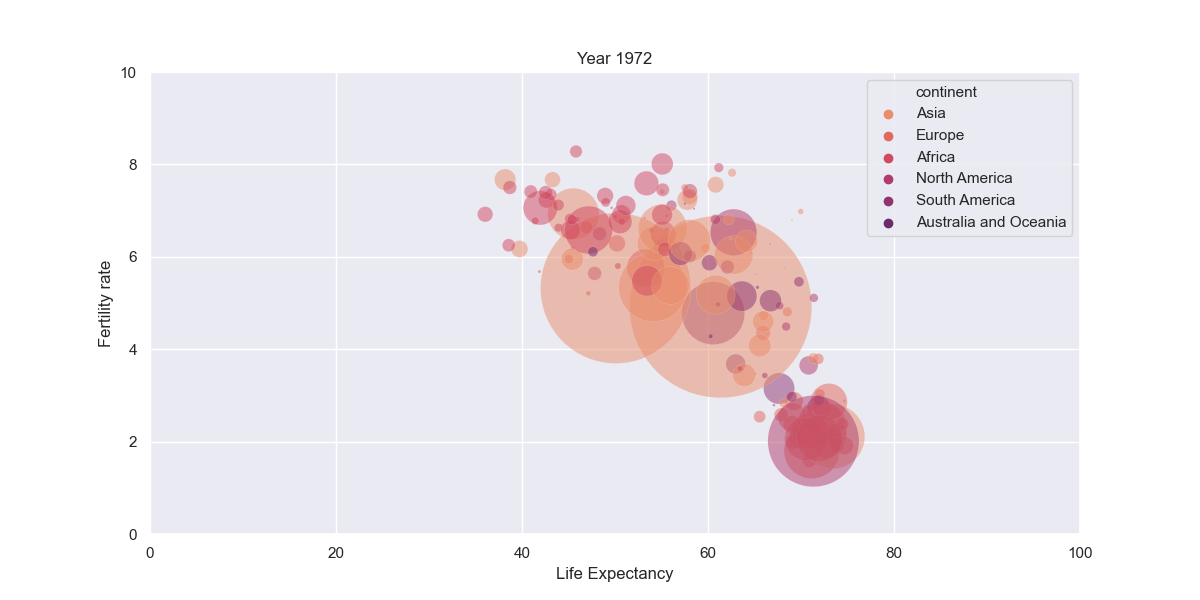 Year 1972
continent
Asia
Europe
Africa
North America
South America
Australia and Oceania
Fertility rate
10
8
6
4
2
0
0 20 40 60 80 100
Life Expectancy